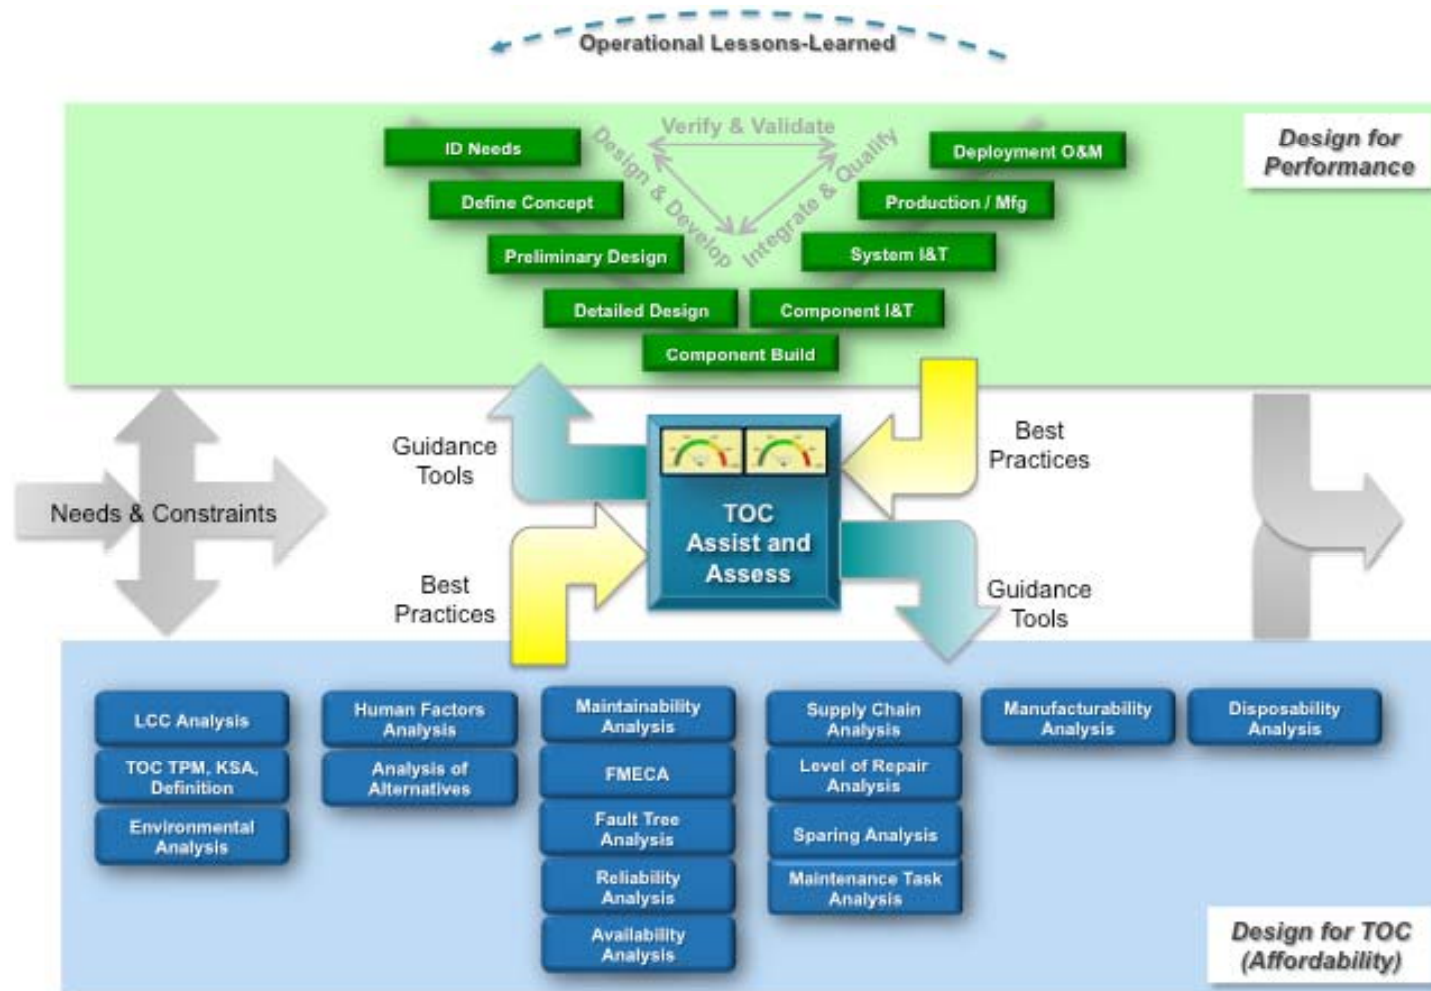 Operational Lessons-Learned
Design for
Performance
Verify & Validate
Design & Develop
Integrate & Qualify
ID Needs
Define Concept
Preliminary Design
Detailed Design
Component Build
Component I&T
System I&T
Production / Mfg
Deployment O&M
Needs & Constraints
Guidance
Tools
Best
Practices
TOC
Assist and
Assess
Best
Practices
Guidance
Tools
LCC Analysis
TOC TPM, KSA,
Definition
Environmental
Analysis
Human Factors
Analysis
Analysis of
Alternatives
Maintainability
Analysis
FMECA
Fault Tree
Analysis
Reliability
Analysis
Availability
Analysis
Supply Chain
Analysis
Level of Repair
Analysis
Sparing Analysis
Maintenance Task
Analysis
Manufacturability
Analysis
Disposability
Analysis
Design for TOC
(Affordability)